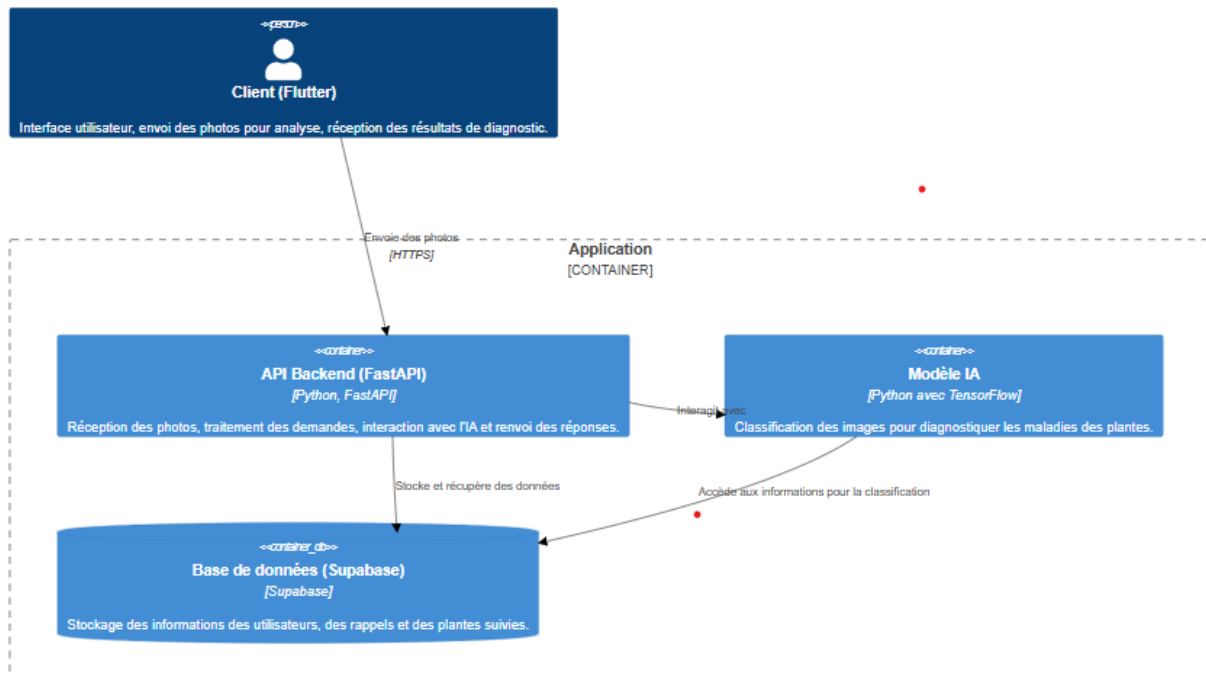 <<person>>
Client (Flutter)
Interface utilisateur, envoi des photos pour analyse, réception des résultats de diagnostic.
Envoie des photos
[HTTPS]
Application
[CONTAINER]
<<container>>
API Backend (FastAPI)
[Python, FastAPI]
Réception des photos, traitement des demandes, interaction avec l'IA et renvoi des réponses.
Interagit avec
<<container>>
Modèle IA
[Python avec TensorFlow]
Classification des images pour diagnostiquer les maladies des plantes.
Stocke et récupère des données
Accède aux informations pour la classification
<<container_db>>
Base de données (Supabase)
[Supabase]
Stockage des informations des utilisateurs, des rappels et des plantes suivies.